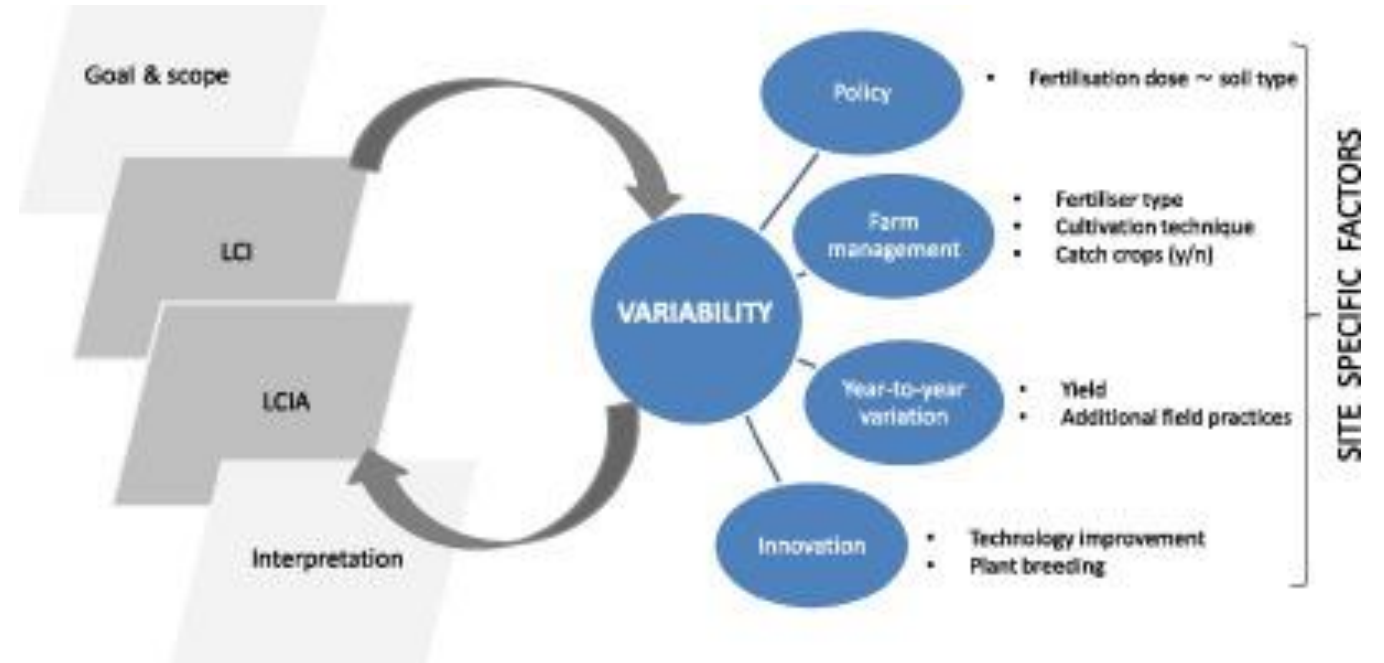 Goal & scope
LCI
LCIA
Interpretation
VARIABILITY
Policy
• Fertilisation dose ~ soil type
Farm
management
• Fertiliser type
• Cultivation technique
• Catch crops (y/n)
Year-to-year
variation
• Yield
• Additional field practices
Innovation
• Technology improvement
• Plant breeding
SITE SPECIFIC FACTORS